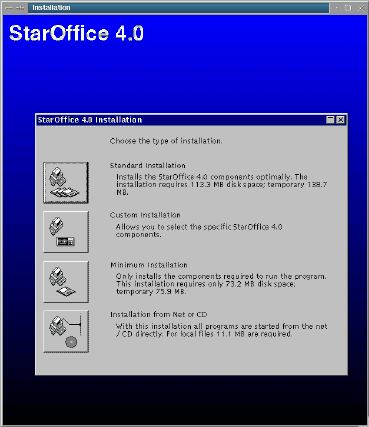 Installation
StarOffice 4.0
StarOffice 4.0 Installation
Choose the type of installation.
Standard Installation
Installs the StarOffice 4.0 components optimally. The
installation requires 113.3 MB disk space; temporary 138.7
MB.
Custom Installation
Allows you to select the specific StarOffice 4.0
components.
Minimum Installation
Only installs the components required to run the program.
This installation requires only 73.2 MB disk space;
temporary 75.9 MB.
Installation from Net or CD
With this installation all programs are started from the net
/ CD directly. For local files 11.1 MB are required.